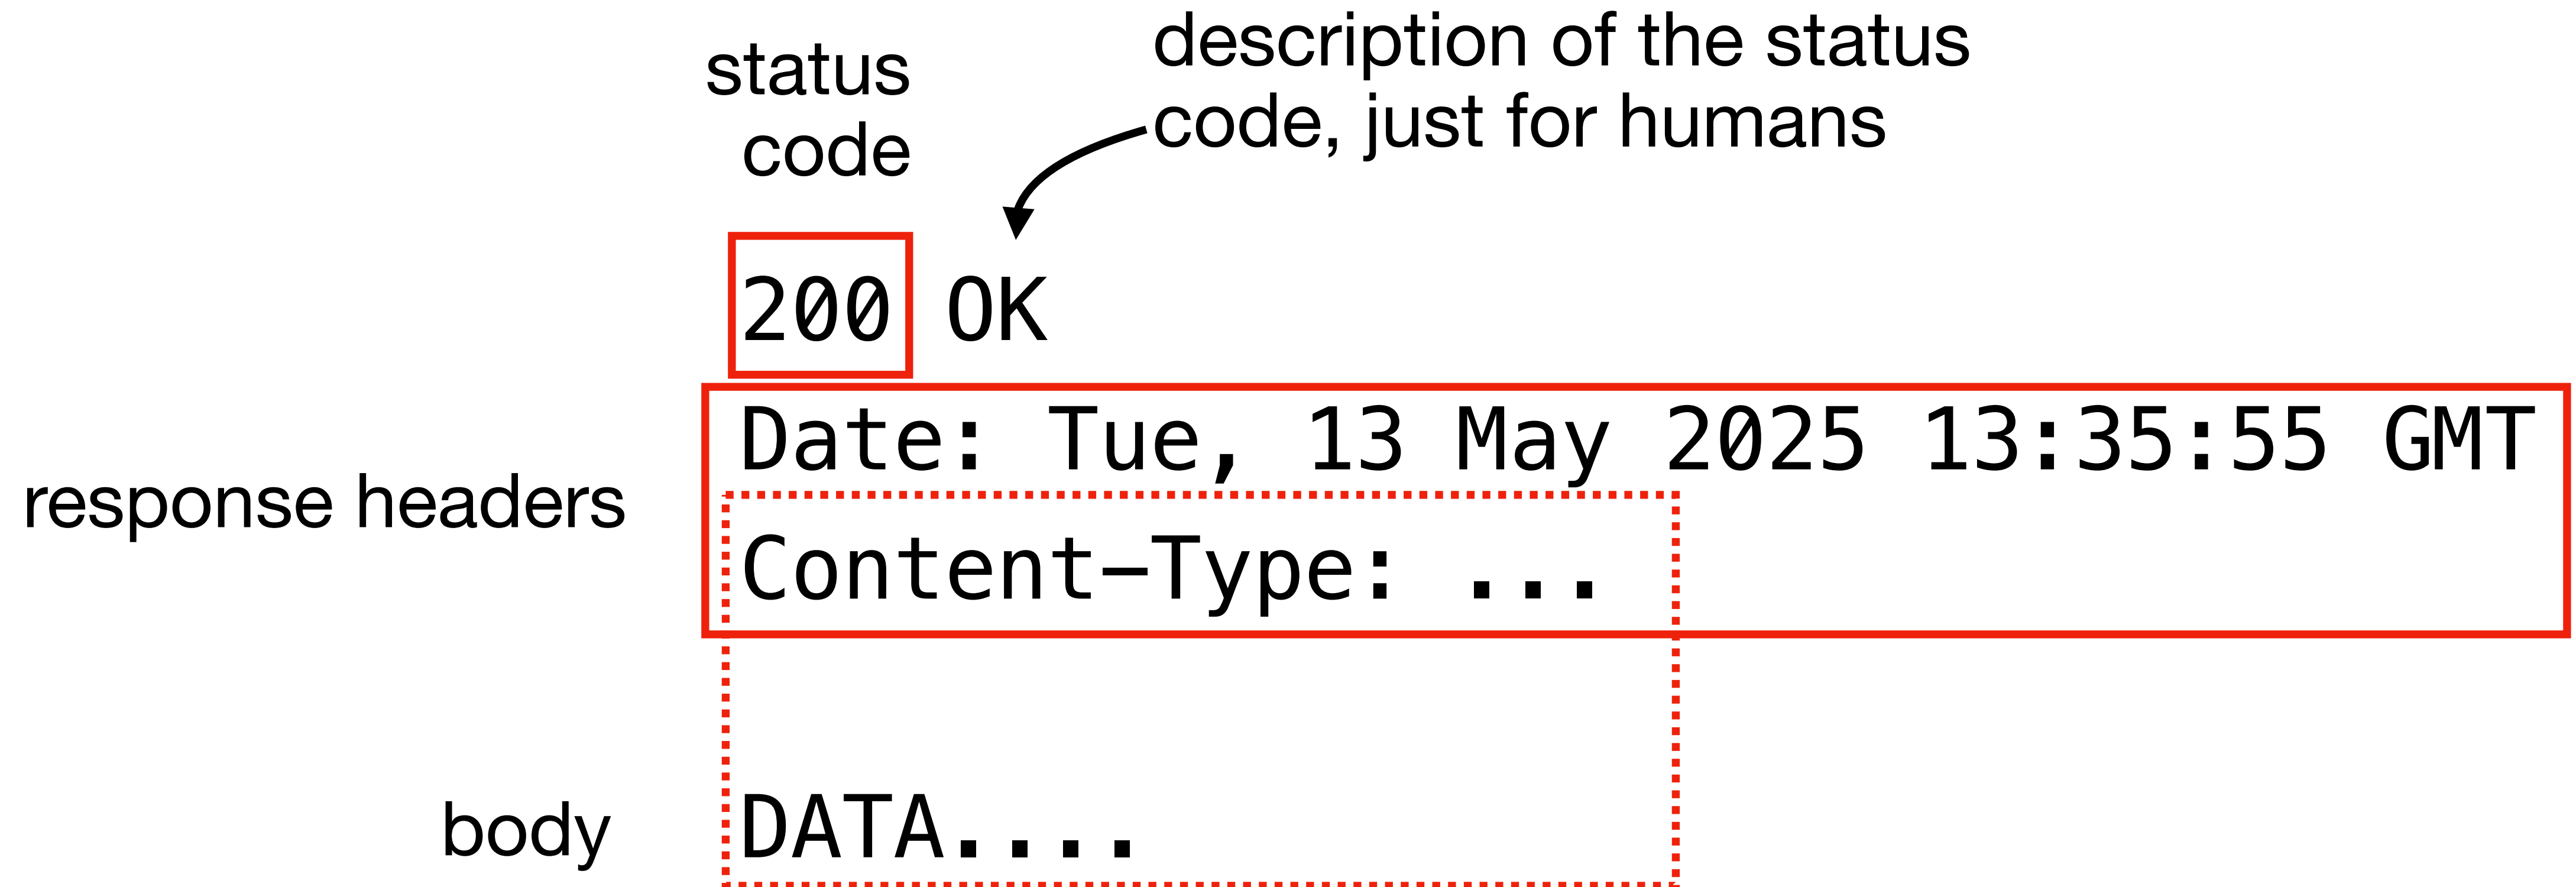 status
code
description of the status
code, just for humans
200 OK
response headers
Date: Tue, 13 May 2025 13:35:55 GMT
Content-Type: ...
body
DATA....